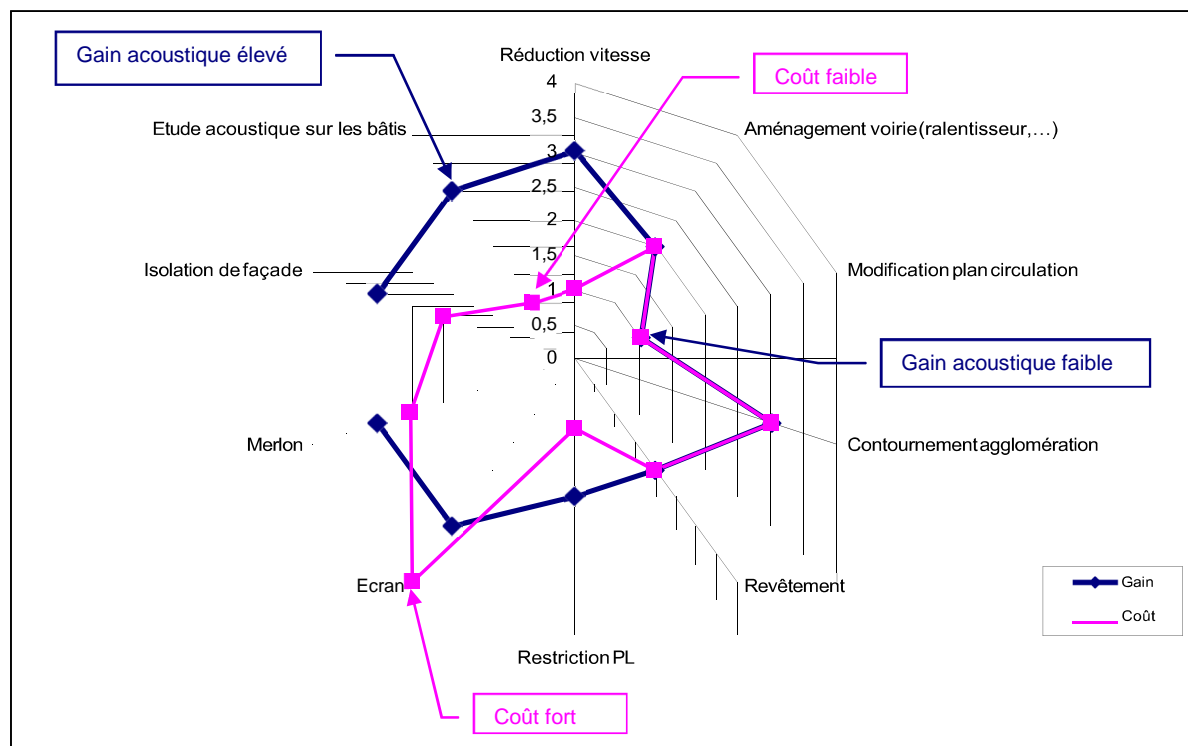 Gain acoustique élevé
Réduction vitesse
Coût faible
4
3,5
3
2,5
2
1,5
1
0,5
0
Etude acoustique sur les bâtis
Aménagement voirie (ralentisseur,…)
Isolation de façade
Modification plan circulation
Gain acoustique faible
Merlon
Contournement agglomération
Ecran
Revêtement
Restriction PL
Coût fort
Gain
Coût